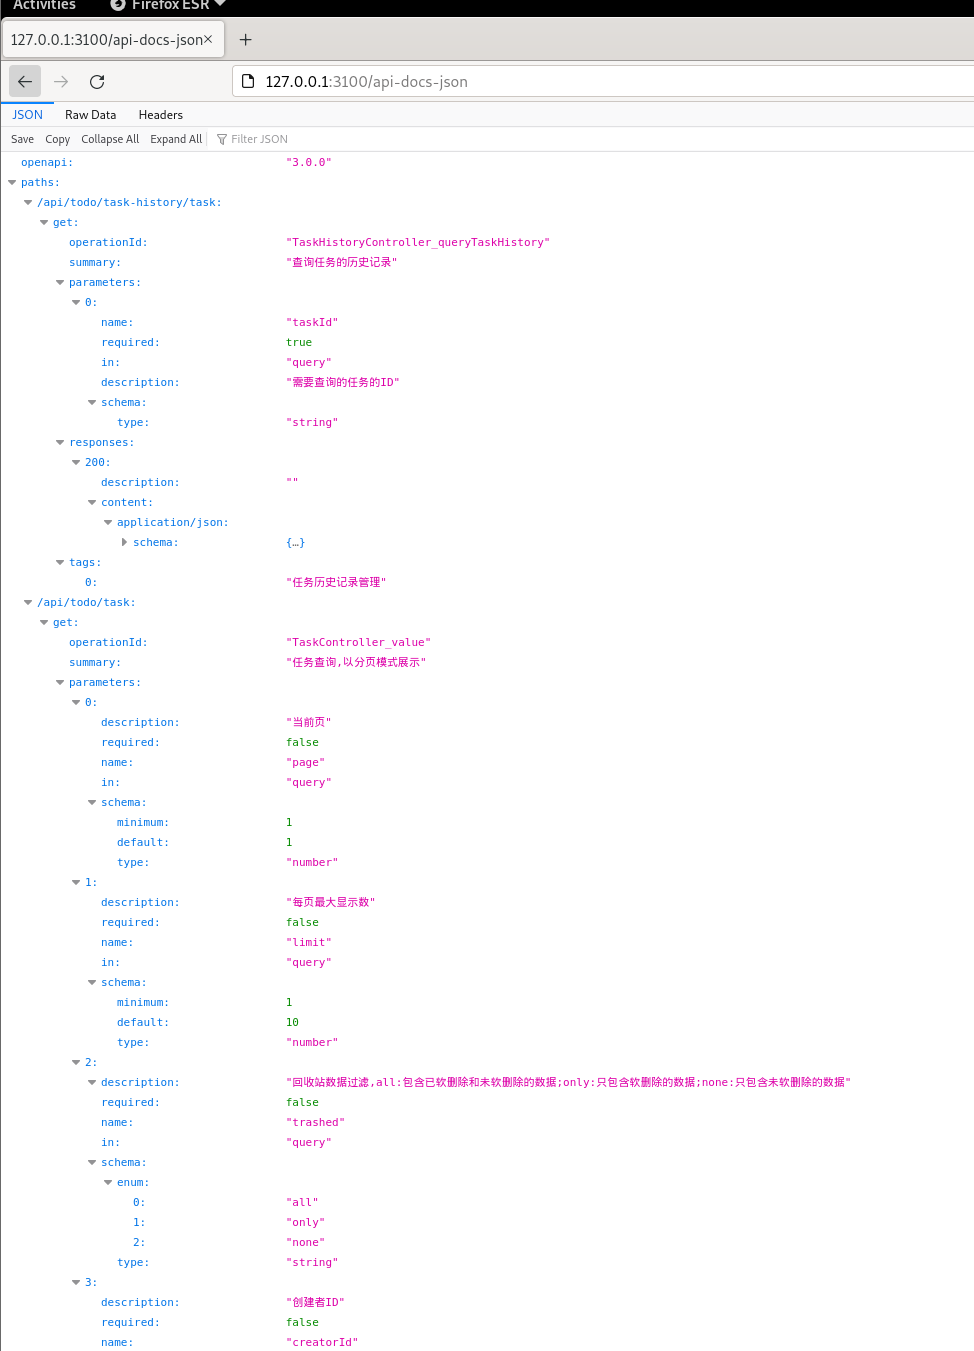 Activities Firefox ESR
127.0.0.1:3100/api-docs-json× +
127.0.0.1:3100/api-docs-json
JSON Raw Data Headers
Save Copy Collapse All Expand All Filter JSON
openapi: "3.0.0"
paths:
/api/todo/task-history/task:
get:
operationId: "TaskHistoryController_queryTaskHistory"
summary: "查询任务的历史记录"
parameters:
0:
name: "taskId"
required: true
in: "query"
description: "需要查询的任务的ID"
schema:
type: "string"
responses:
200:
description: ""
content:
application/json:
schema: {…}
tags:
0: "任务历史记录管理"
/api/todo/task:
get:
operationId: "TaskController_value"
summary: "任务查询,以分页模式展示"
parameters:
0:
description: "当前页"
required: false
name: "page"
in: "query"
schema:
minimum: 1
default: 1
type: "number"
1:
description: "每页最大显示数"
required: false
name: "limit"
in: "query"
schema:
minimum: 1
default: 10
type: "number"
2:
description: "回收站数据过滤,all:包含已软删除和未软删除的数据;only:只包含软删除的数据;none:只包含未软删除的数据"
required: false
name: "trashed"
in: "query"
schema:
enum:
0: "all"
1: "only"
2: "none"
type: "string"
3:
description: "创建者ID"
required: false
name: "creatorId"